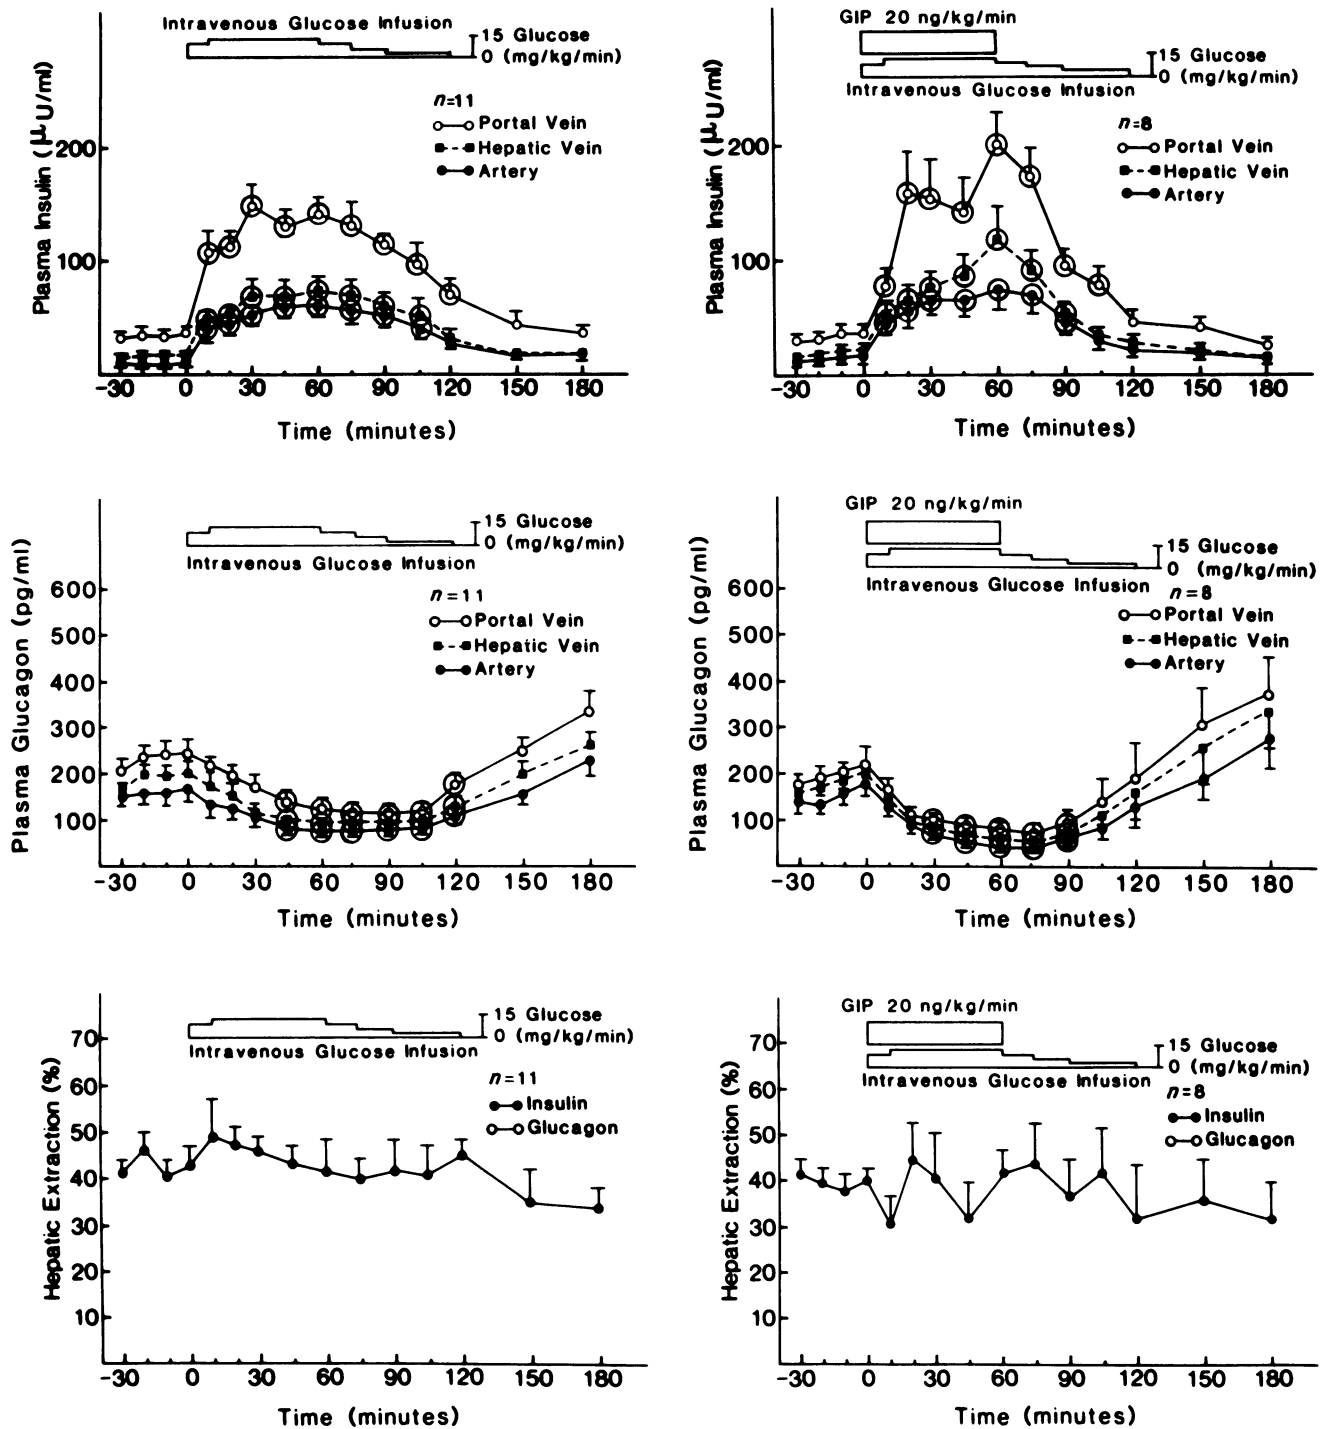 Intravenous Glucose Infusion
15 Glucose
0 (mg/kg/min)
n=11
Portal Vein
Hepatic Vein
Artery
Plasma Insulin (μU/ml)
200
100
-30 0 30 60 90 120 150 180
Time (minutes)
GIP 20 ng/kg/min
15 Glucose
0 (mg/kg/min)
Intravenous Glucose Infusion
n=8
Portal Vein
Hepatic Vein
Artery
Plasma Insulin (μU/ml)
200
100
-30 0 30 60 90 120 150 180
Time (minutes)
15 Glucose
0 (mg/kg/min)
Intravenous Glucose Infusion
n=11
Portal Vein
Hepatic Vein
Artery
Plasma Glucagon (pg/ml)
600
500
400
300
200
100
-30 0 30 60 90 120 150 180
Time (minutes)
GIP 20 ng/kg/min
15 Glucose
0 (mg/kg/min)
Intravenous Glucose Infusion
n=8
Portal Vein
Hepatic Vein
Artery
Plasma Glucagon (pg/ml)
600
500
400
300
200
100
-30 0 30 60 90 120 150 180
Time (minutes)
15 Glucose
0 (mg/kg/min)
Intravenous Glucose Infusion
n=11
Insulin
Glucagon
Hepatic Extraction (%)
70
60
50
40
30
20
10
-30 0 30 60 90 120 150 180
Time (minutes)
GIP 20 ng/kg/min
15 Glucose
0 (mg/kg/min)
Intravenous Glucose Infusion
n=8
Insulin
Glucagon
Hepatic Extraction (%)
70
60
50
40
30
20
10
-30 0 30 60 90 120 150 180
Time (minutes)